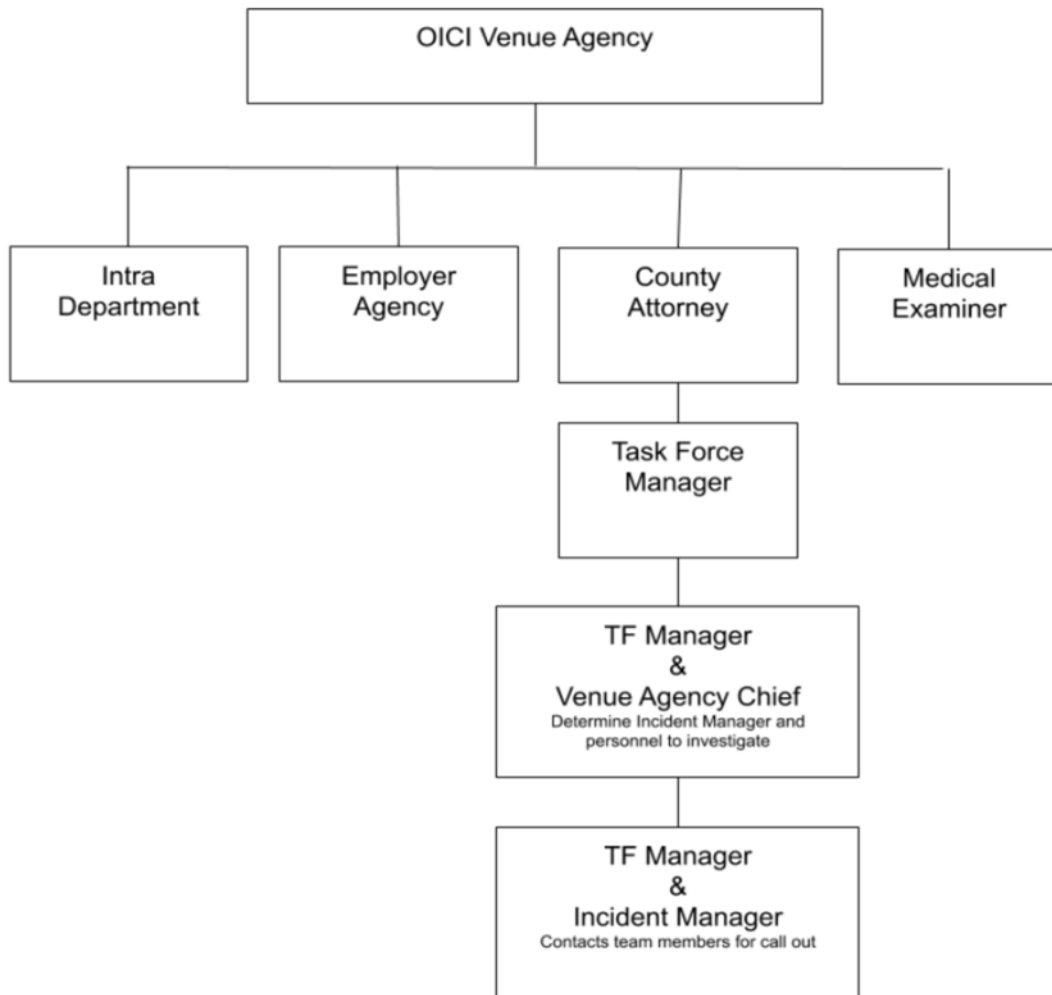 OICI Venue Agency
Intra
Department
Employer
Agency
County
Attorney
Medical
Examiner
Task Force
Manager
TF Manager
&
Venue Agency Chief
Determine Incident Manager and
personnel to investigate
TF Manager
&
Incident Manager
Contacts team members for call out